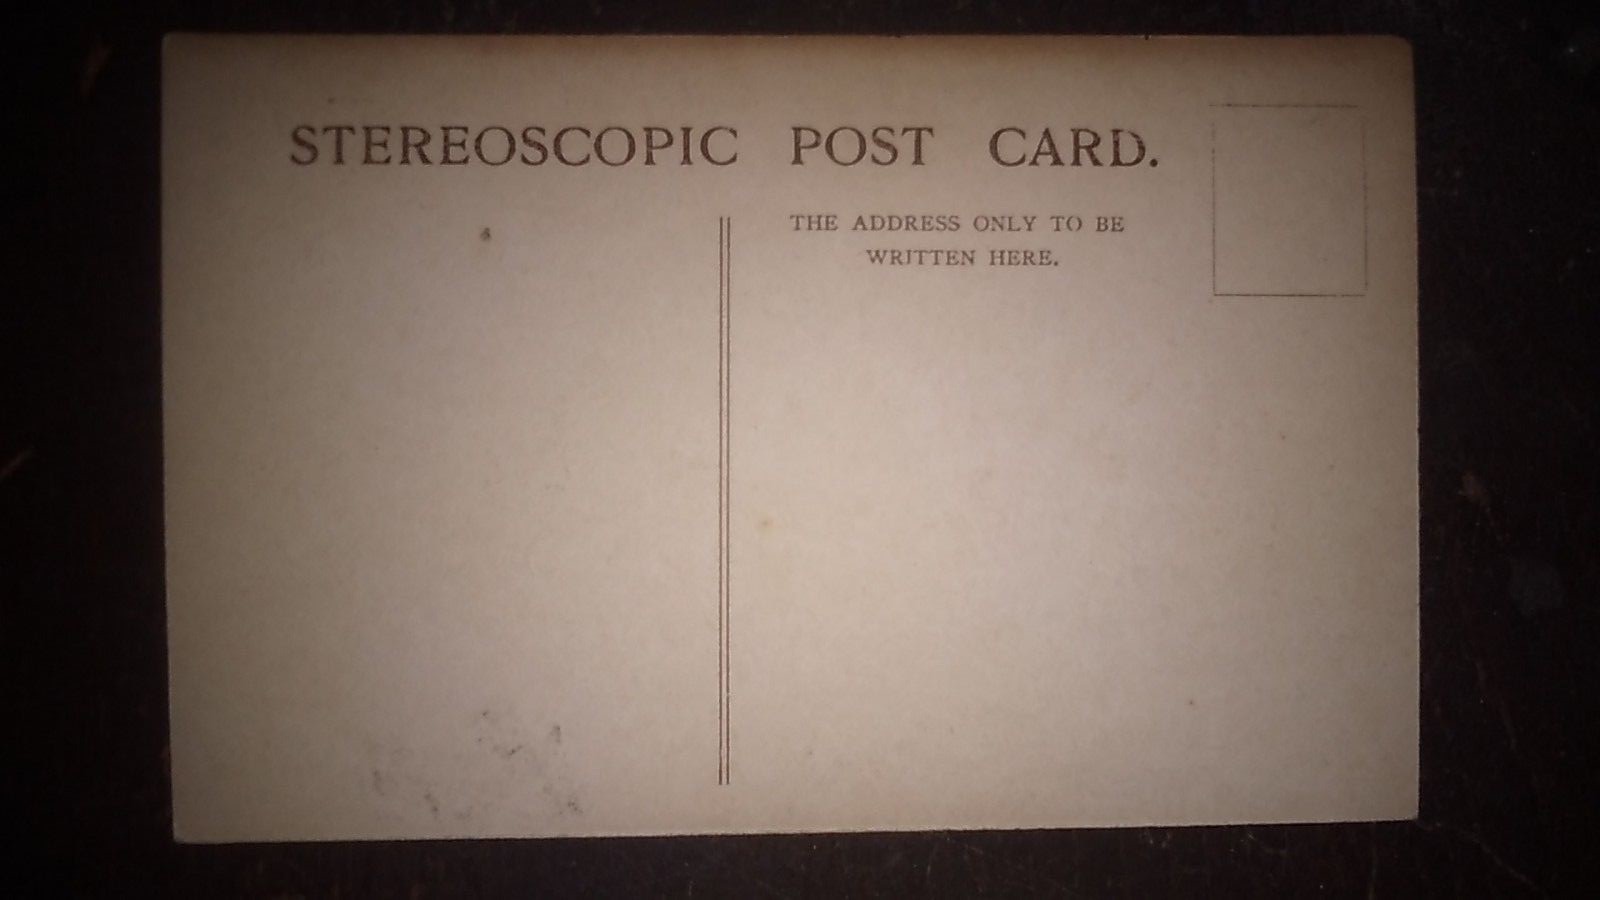 STEREOSCOPIC POST CARD.
THE ADDRESS ONLY TO BE
WRITTEN HERE.